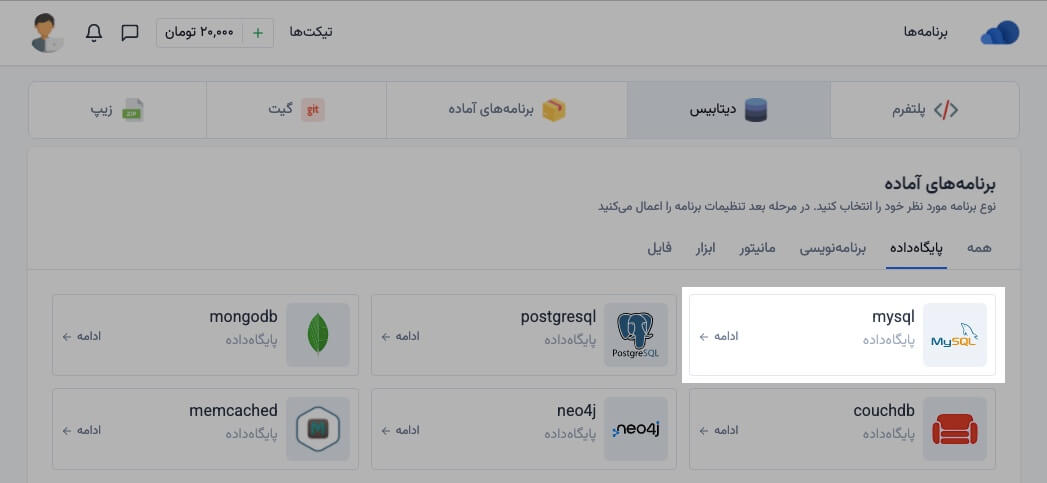 برنامه‌ها
تیکت‌ها
+ ۲۰,۰۰۰ تومان
پلتفرم
دیتابیس
برنامه‌های آماده
git گیت
ZIP زیپ
برنامه‌های آماده
نوع برنامه مورد نظر خود را انتخاب کنید. در مرحله بعد تنظیمات برنامه را اعمال می‌کنید
همه پایگاه‌داده برنامه‌نویسی مانیتور ابزار فایل
MySQL
mysql
پایگاه‌داده
ادامه ←
PostgreSQL
postgresql
پایگاه‌داده
ادامه ←
mongodb
پایگاه‌داده
ادامه ←
couchdb
پایگاه‌داده
ادامه ←
neo4j
neo4j
پایگاه‌داده
ادامه ←
M
memcached
پایگاه‌داده
ادامه ←